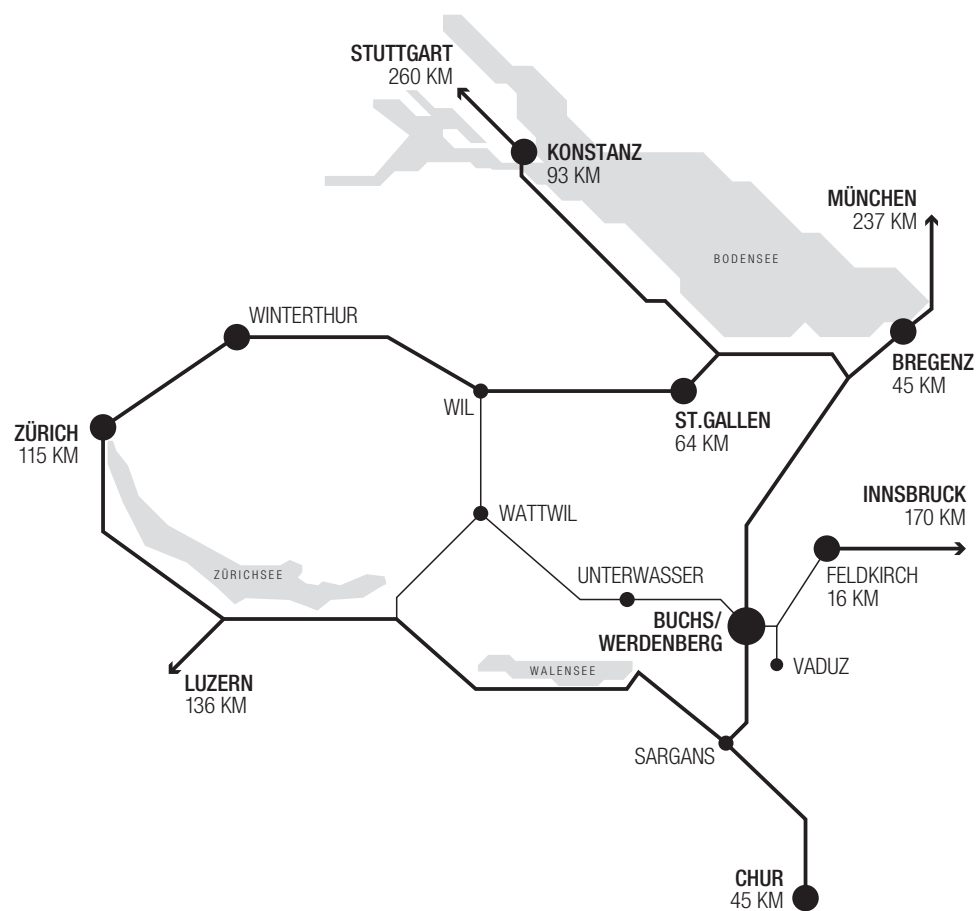 STUTTGART
260 KM
KONSTANZ
93 KM
MÜNCHEN
237 KM
BODENSEE
WINTERTHUR
BREGENZ
45 KM
WIL
ST.GALLEN
64 KM
ZÜRICH
115 KM
INNSBRUCK
170 KM
WATTWIL
ZÜRICHSEE
UNTERWASSER
FELDKIRCH
16 KM
BUCHS/
WERDENBERG
VADUZ
WALENSEE
LUZERN
136 KM
SARGANS
CHUR
45 KM